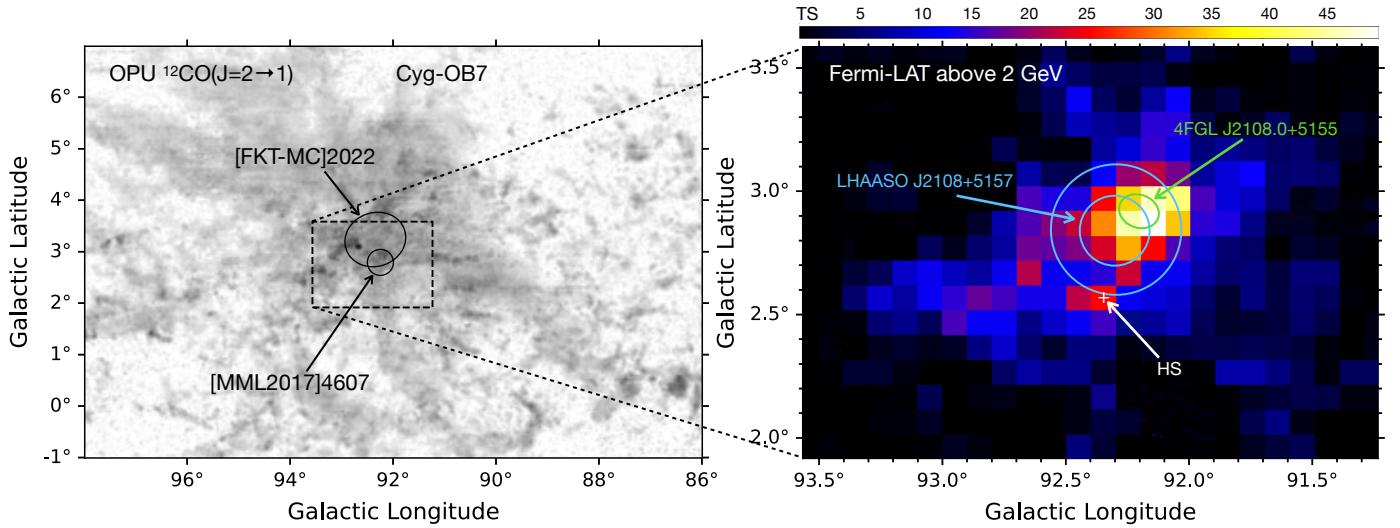 OPU ¹²CO(J=2→1)
Cyg-OB7
[FKT-MC]2022
[MML2017]4607
6°
5°
4°
3°
2°
1°
0°
-1°
Galactic Latitude
96° 94° 92° 90° 88° 86°
Galactic Longitude
TS 5 10 15 20 25 30 35 40 45
Fermi-LAT above 2 GeV
4FGL J2108.0+5155
LHAASO J2108+5157
HS
3.5°
3.0°
2.5°
2.0°
Galactic Latitude
93.5° 93.0° 92.5° 92.0° 91.5°
Galactic Longitude